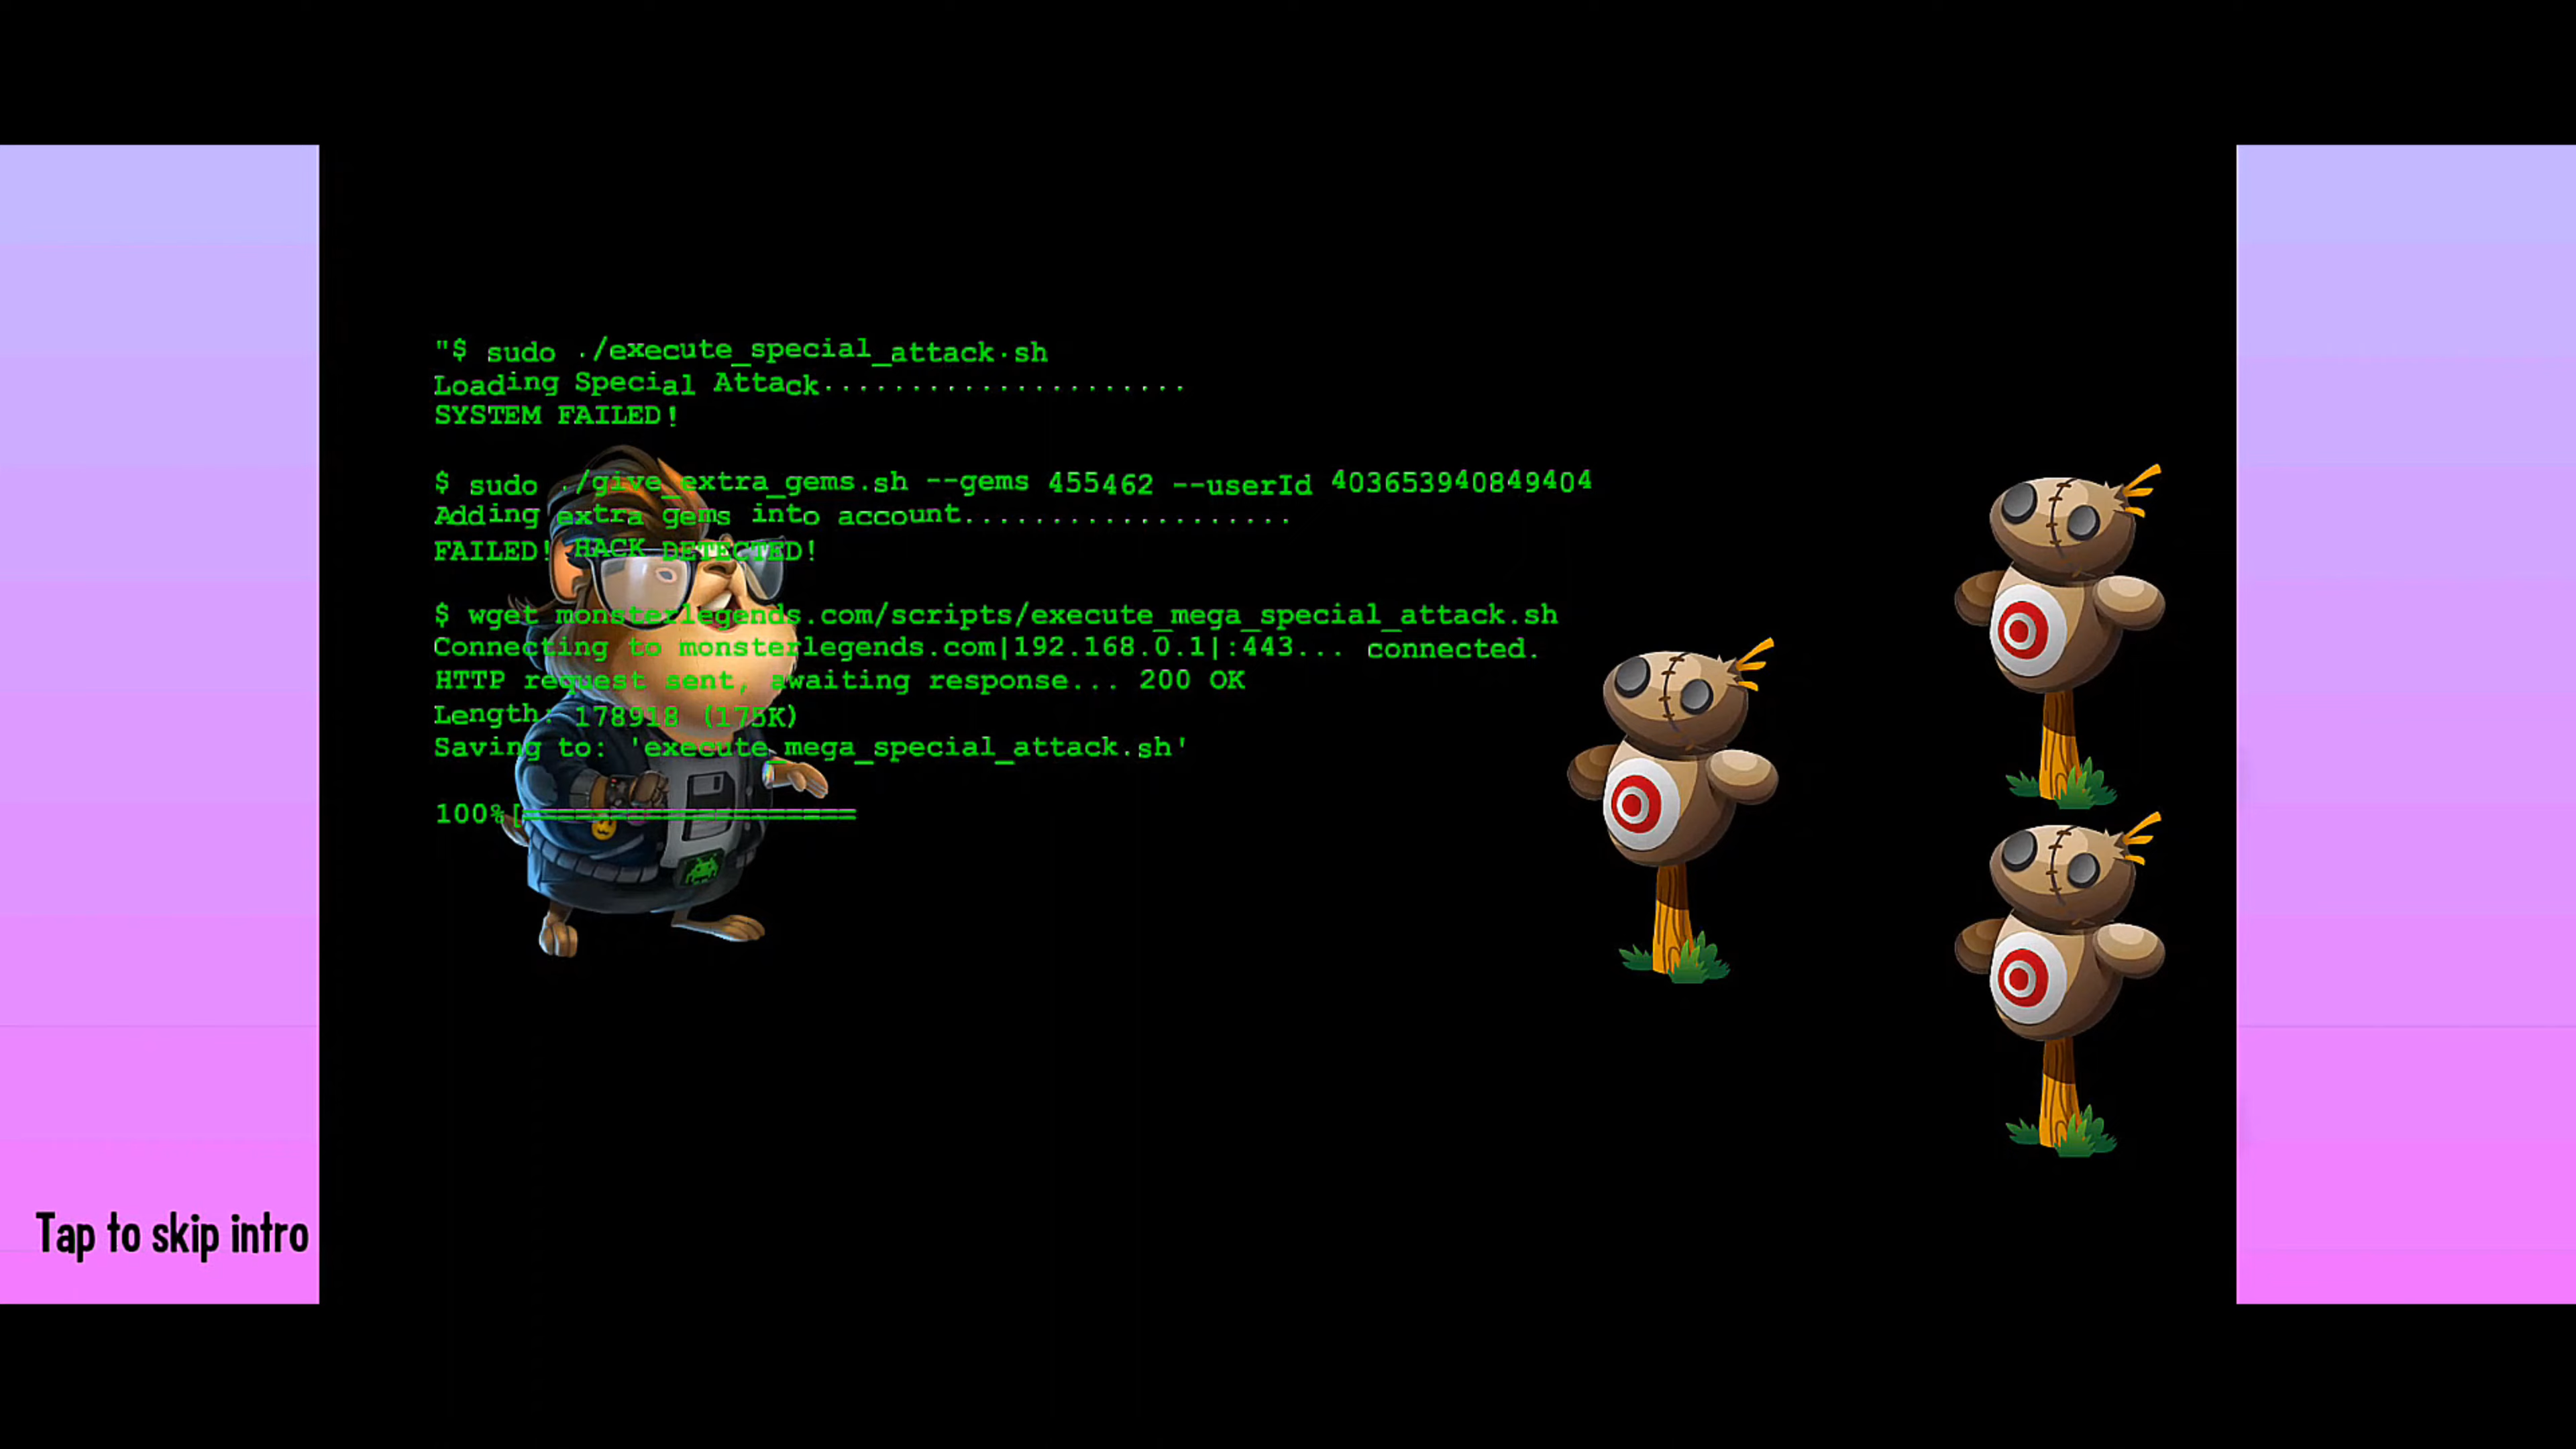 "$ sudo ./execute_special_attack.sh
Loading Special Attack.....................
SYSTEM FAILED!
$ sudo ./give_extra_gems.sh --gems 455462 --userId 403653940849404
Adding extra gems into account...................
FAILED! HACK DETECTED!
$ wget monsterlegends.com/scripts/execute_mega_special_attack.sh
Connecting to monsterlegends.com|192.168.0.1|:443... connected.
HTTP request sent, awaiting response... 200 OK
Length: 178918 (175K)
Saving to: 'execute_mega_special_attack.sh'
100%[===================
Tap to skip intro